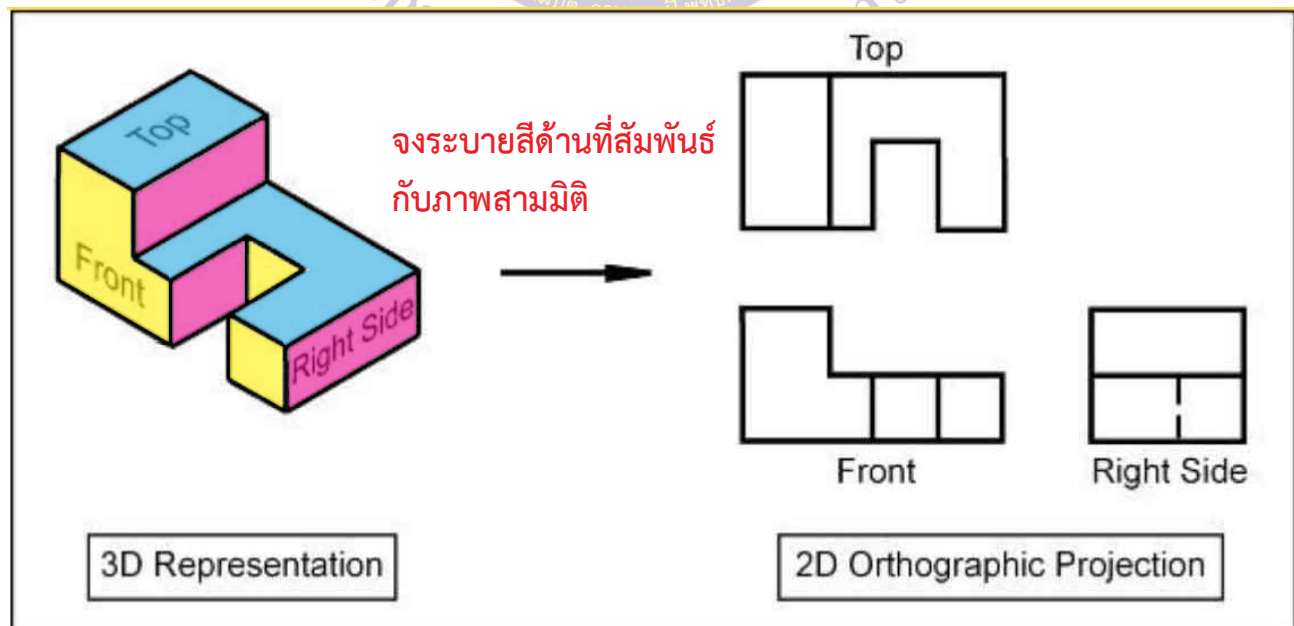 Top
Front
Right Side
จงระบายสีด้านที่สัมพันธ์
กับภาพสามมิติ
Top
Front
Right Side
3D Representation
2D Orthographic Projection